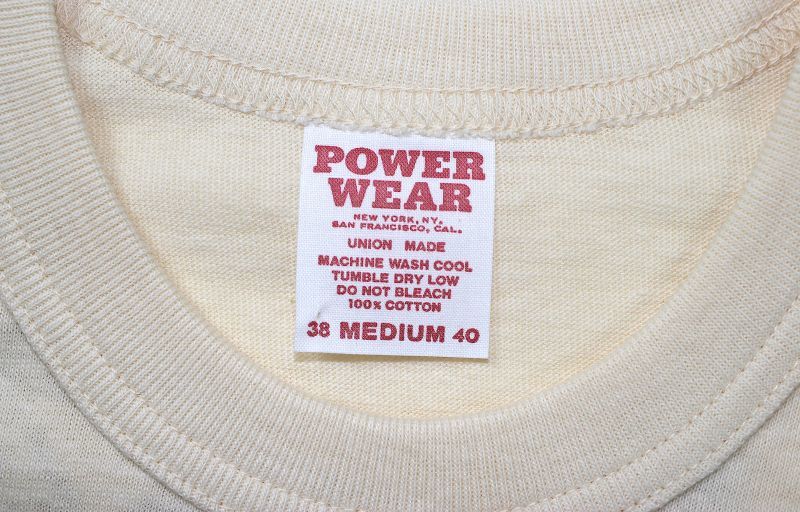 POWER
WEAR
NEW YORK, NY.
SAN FRANCISCO, CAL.
UNION MADE
MACHINE WASH COOL
TUMBLE DRY LOW
DO NOT BLEACH
100% COTTON
38 MEDIUM 40